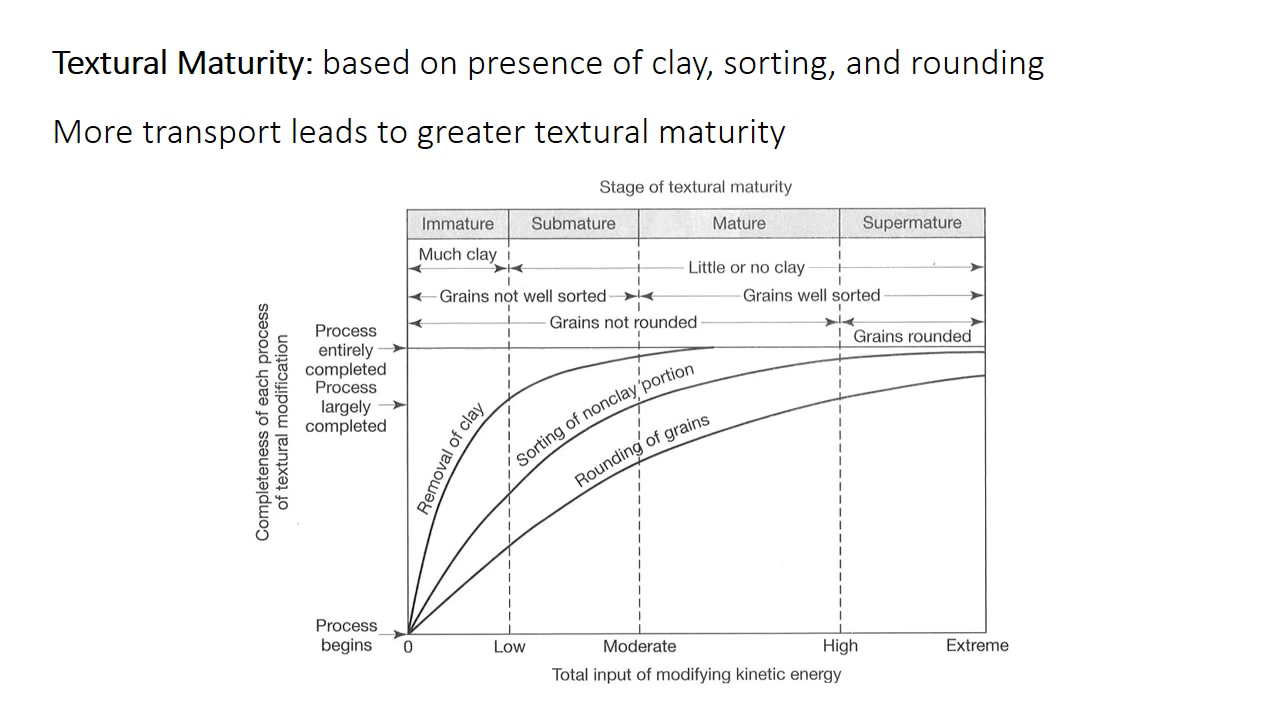 Textural Maturity: based on presence of clay, sorting, and rounding
More transport leads to greater textural maturity
Stage of textural maturity
Immature
Submature
Mature
Supermature
Much clay
Little or no clay
Grains not well sorted
Grains well sorted
Grains not rounded
Grains rounded
Process
entirely
completed
Process
largely
completed
Completeness of each process
of textural modification
Removal of clay
Sorting of nonclay portion
Rounding of grains
Process
begins
0
Low
Moderate
High
Extreme
Total input of modifying kinetic energy